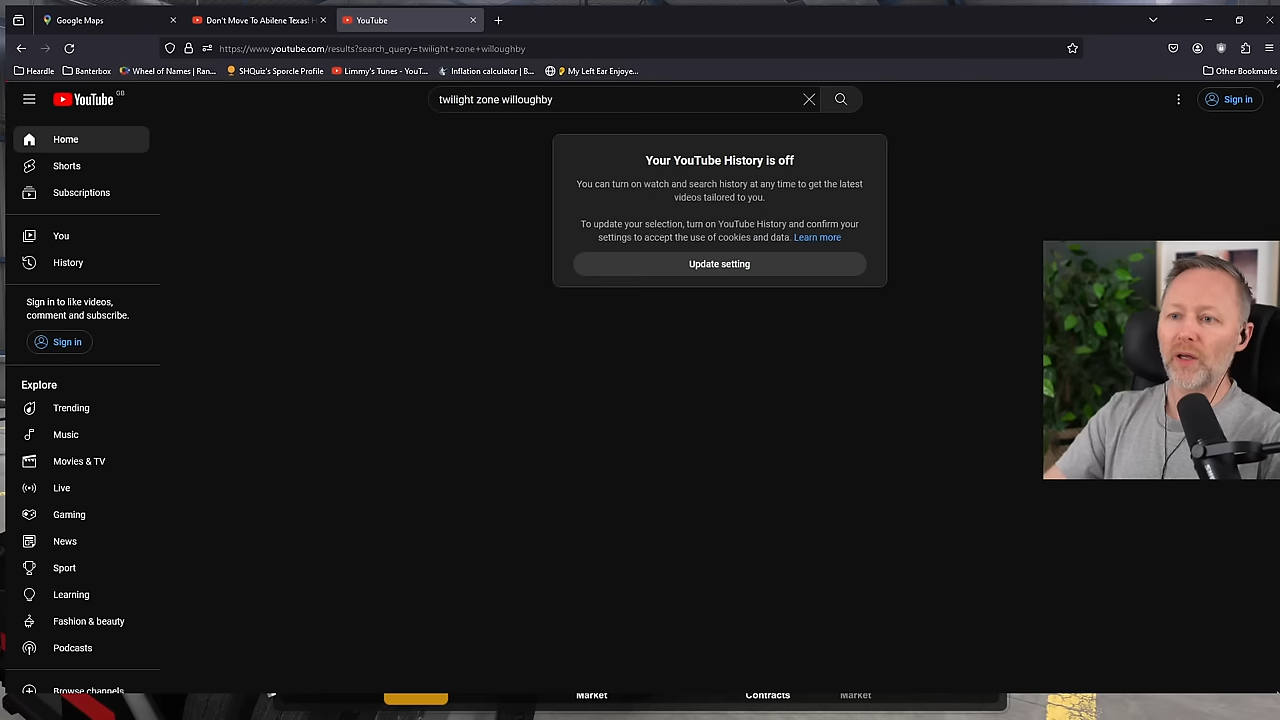 Google Maps
Don't Move To Abilene Texas! H
YouTube
https://www.youtube.com/results?search_query=twilight+zone+willoughby
Heardle
Banterbox
Wheel of Names | Ran...
SHQuiz's Sporcle Profile
Limmy's Tunes - YouT...
Inflation calculator | B...
My Left Ear Enjoye...
Other Bookmarks
YouTube GB
twilight zone willoughby
Sign in
Home
Shorts
Subscriptions
You
History
Sign in to like videos,
comment and subscribe.
Sign in
Explore
Trending
Music
Movies & TV
Live
Gaming
News
Sport
Learning
Fashion & beauty
Podcasts
Browse channels
Your YouTube History is off
You can turn on watch and search history at any time to get the latest
videos tailored to you.
To update your selection, turn on YouTube History and confirm your
settings to accept the use of cookies and data. Learn more
Update setting
Market
Contracts
Market